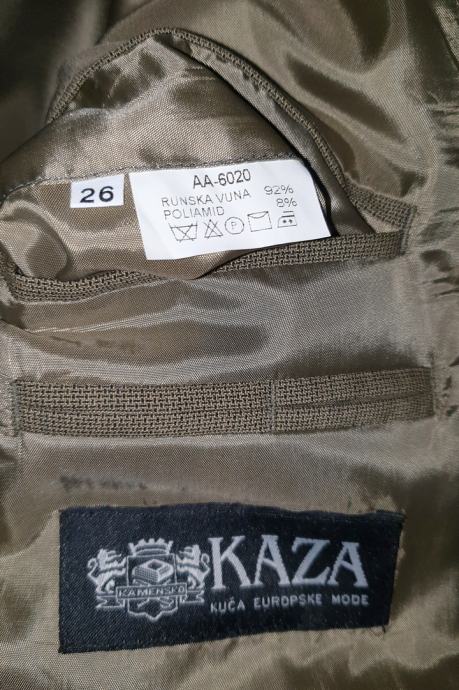 26
AA-6020
RUNSKA VUNA 92%
POLIAMID 8%
P
KAMENSKO
KAZA
KUĆA EUROPSKE MODE